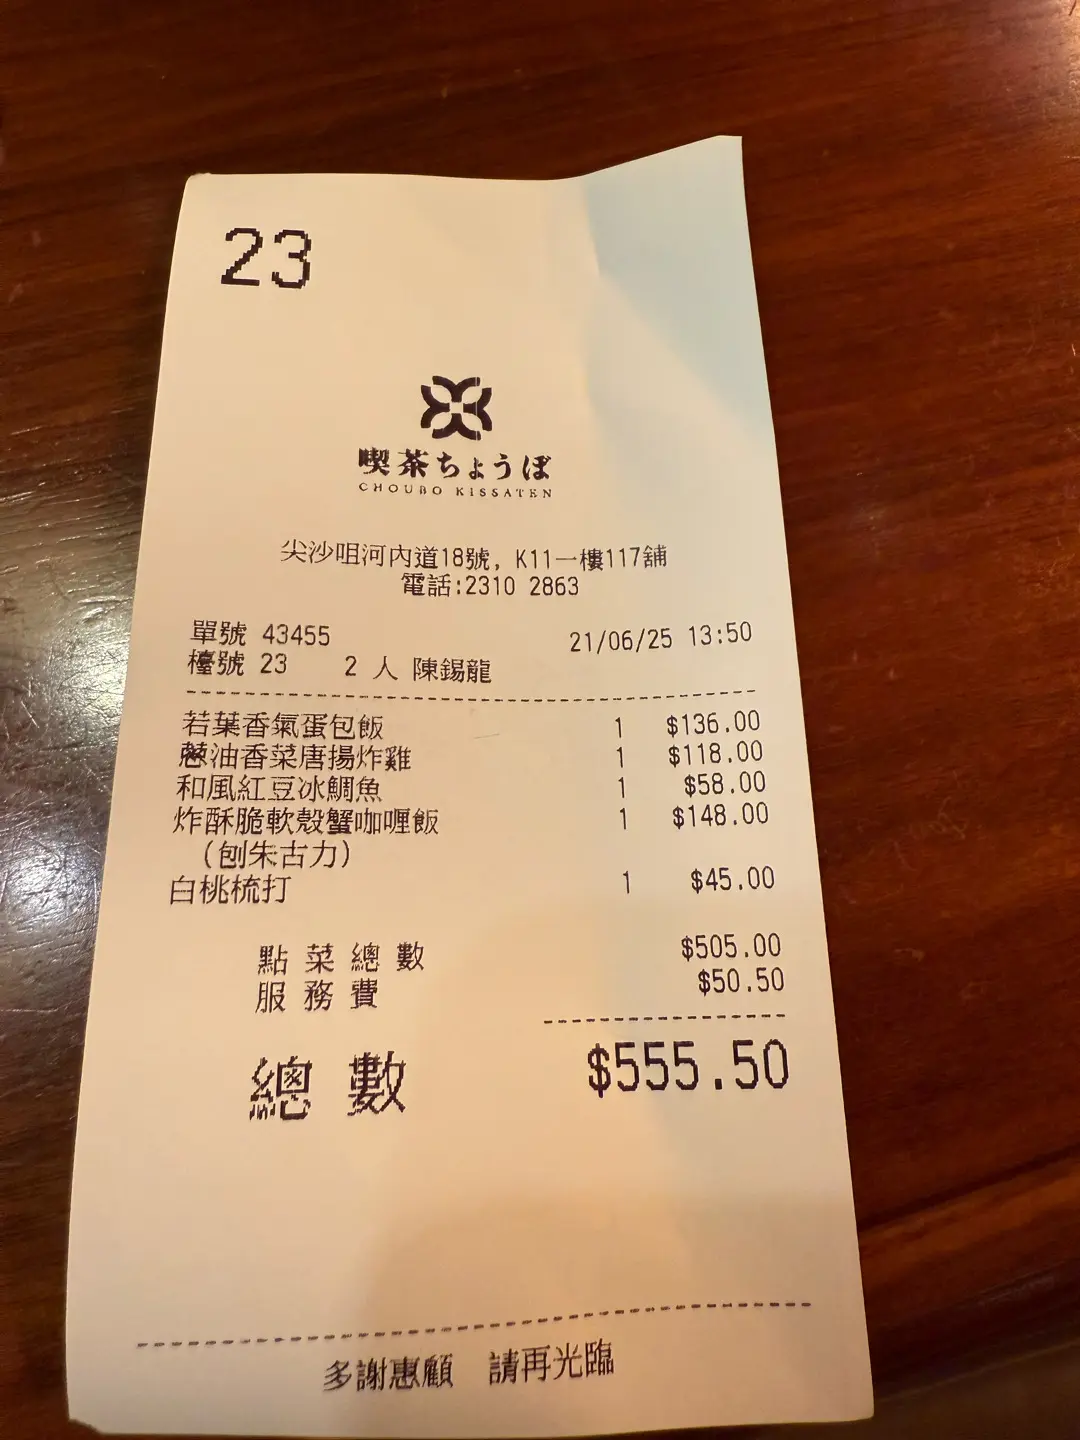 23
喫茶ちょうぼ
CHOUBO KISSATEN
尖沙咀河內道18號, K11一樓117舖
電話:2310 2863
單號 43455 21/06/25 13:50
檯號 23 2 人 陳錫龍
若葉香氣蛋包飯 1 $136.00
蔥油香菜唐揚炸雞 1 $118.00
和風紅豆冰鯛魚 1 $58.00
炸酥脆軟殼蟹咖喱飯 1 $148.00
(刨朱古力)
白桃梳打 1 $45.00
點菜總數 $505.00
服務費 $50.50
總數 $555.50
多謝惠顧 請再光臨